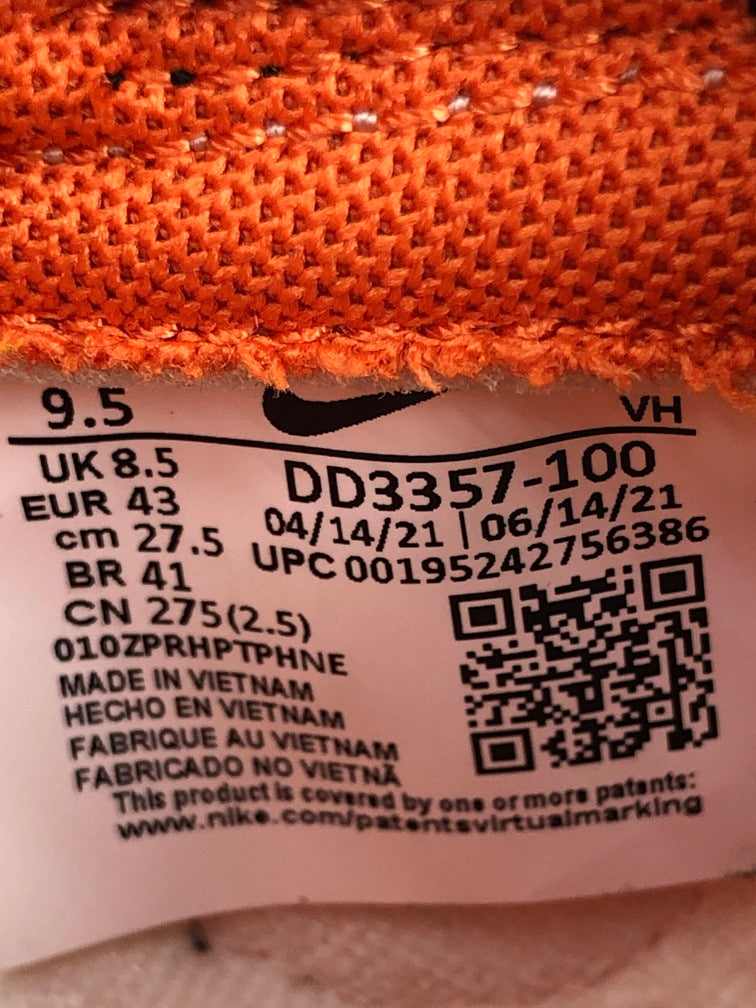 9.5 VH
UK 8.5
EUR 43
cm 27.5
BR 41
CN 275(2.5)
DD3357-100
04/14/21 | 06/14/21
UPC 00195242756386
010ZPRHPTPHNE
MADE IN VIETNAM
HECHO EN VIETNAM
FABRIQUE AU VIETNAM
FABRICADO NO VIETNÃ
This product is covered by one or more patents:
www.nike.com/patentsvirtualmarking